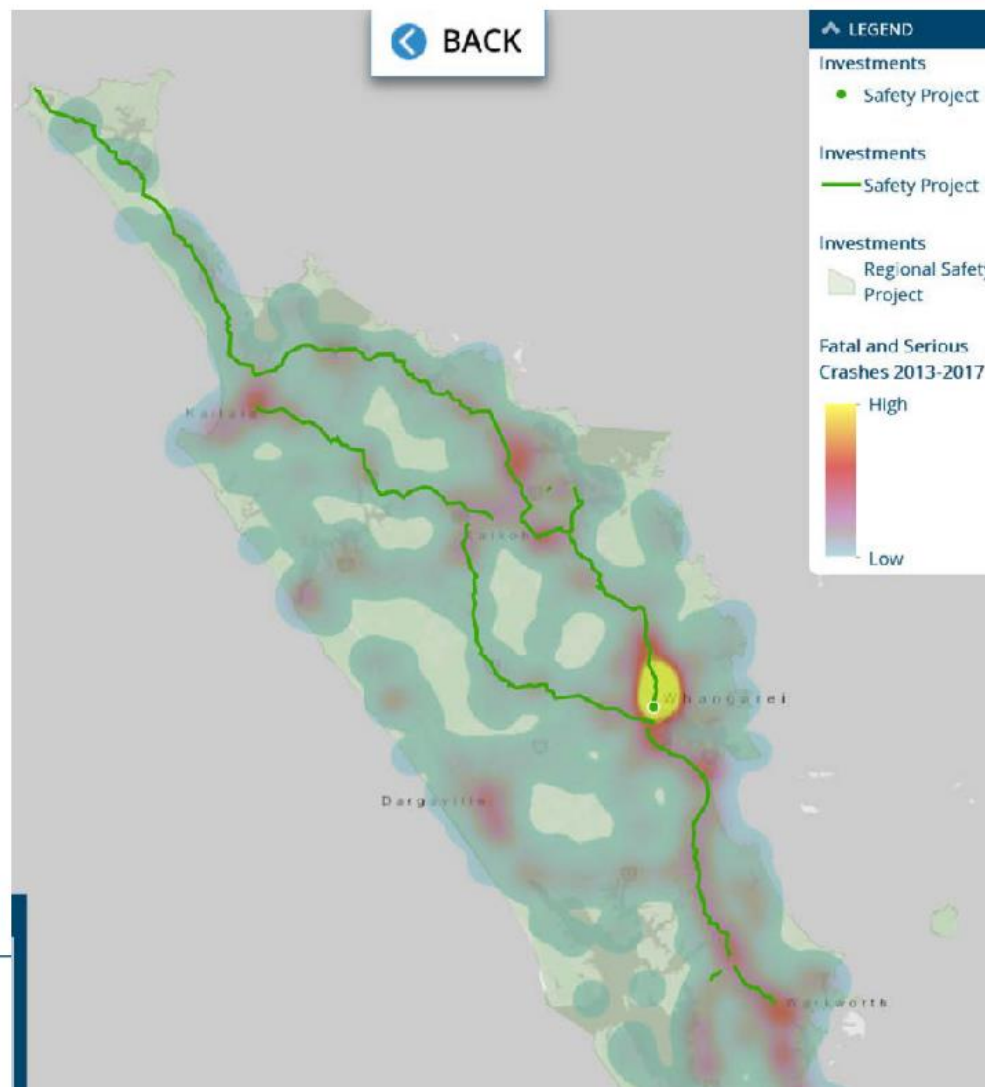 BACK
LEGEND
Investments
Safety Project
Investments
Safety Project
Investments
Regional Safety
Project
Fatal and Serious
Crashes 2013-2017
High
Low
Kaitaia
Whangarei
Dargaville
Warkworth